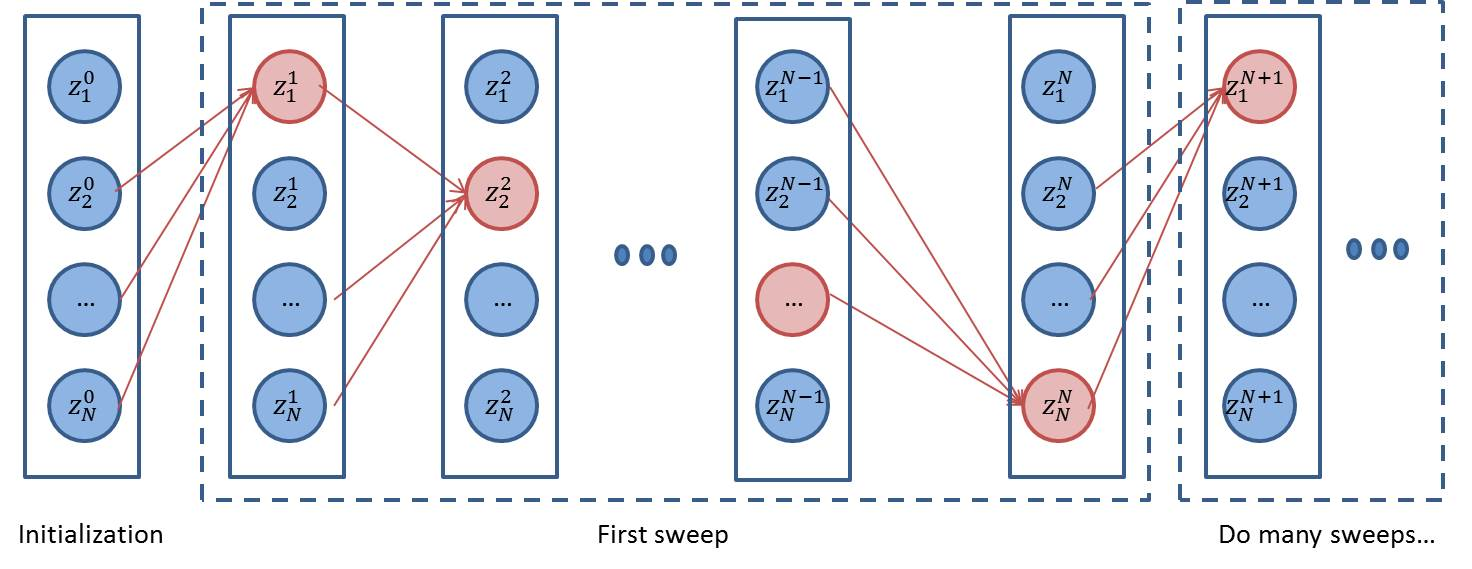 z_1^0 z_1^1 z_1^2 z_1^{N-1} z_1^N z_1^{N+1}
z_2^0 z_2^1 z_2^2 z_2^{N-1} z_2^N z_2^{N+1}
... ... ... ... ... ...
z_N^0 z_N^1 z_N^2 z_N^{N-1} z_N^N z_N^{N+1}
Initialization First sweep Do many sweeps...